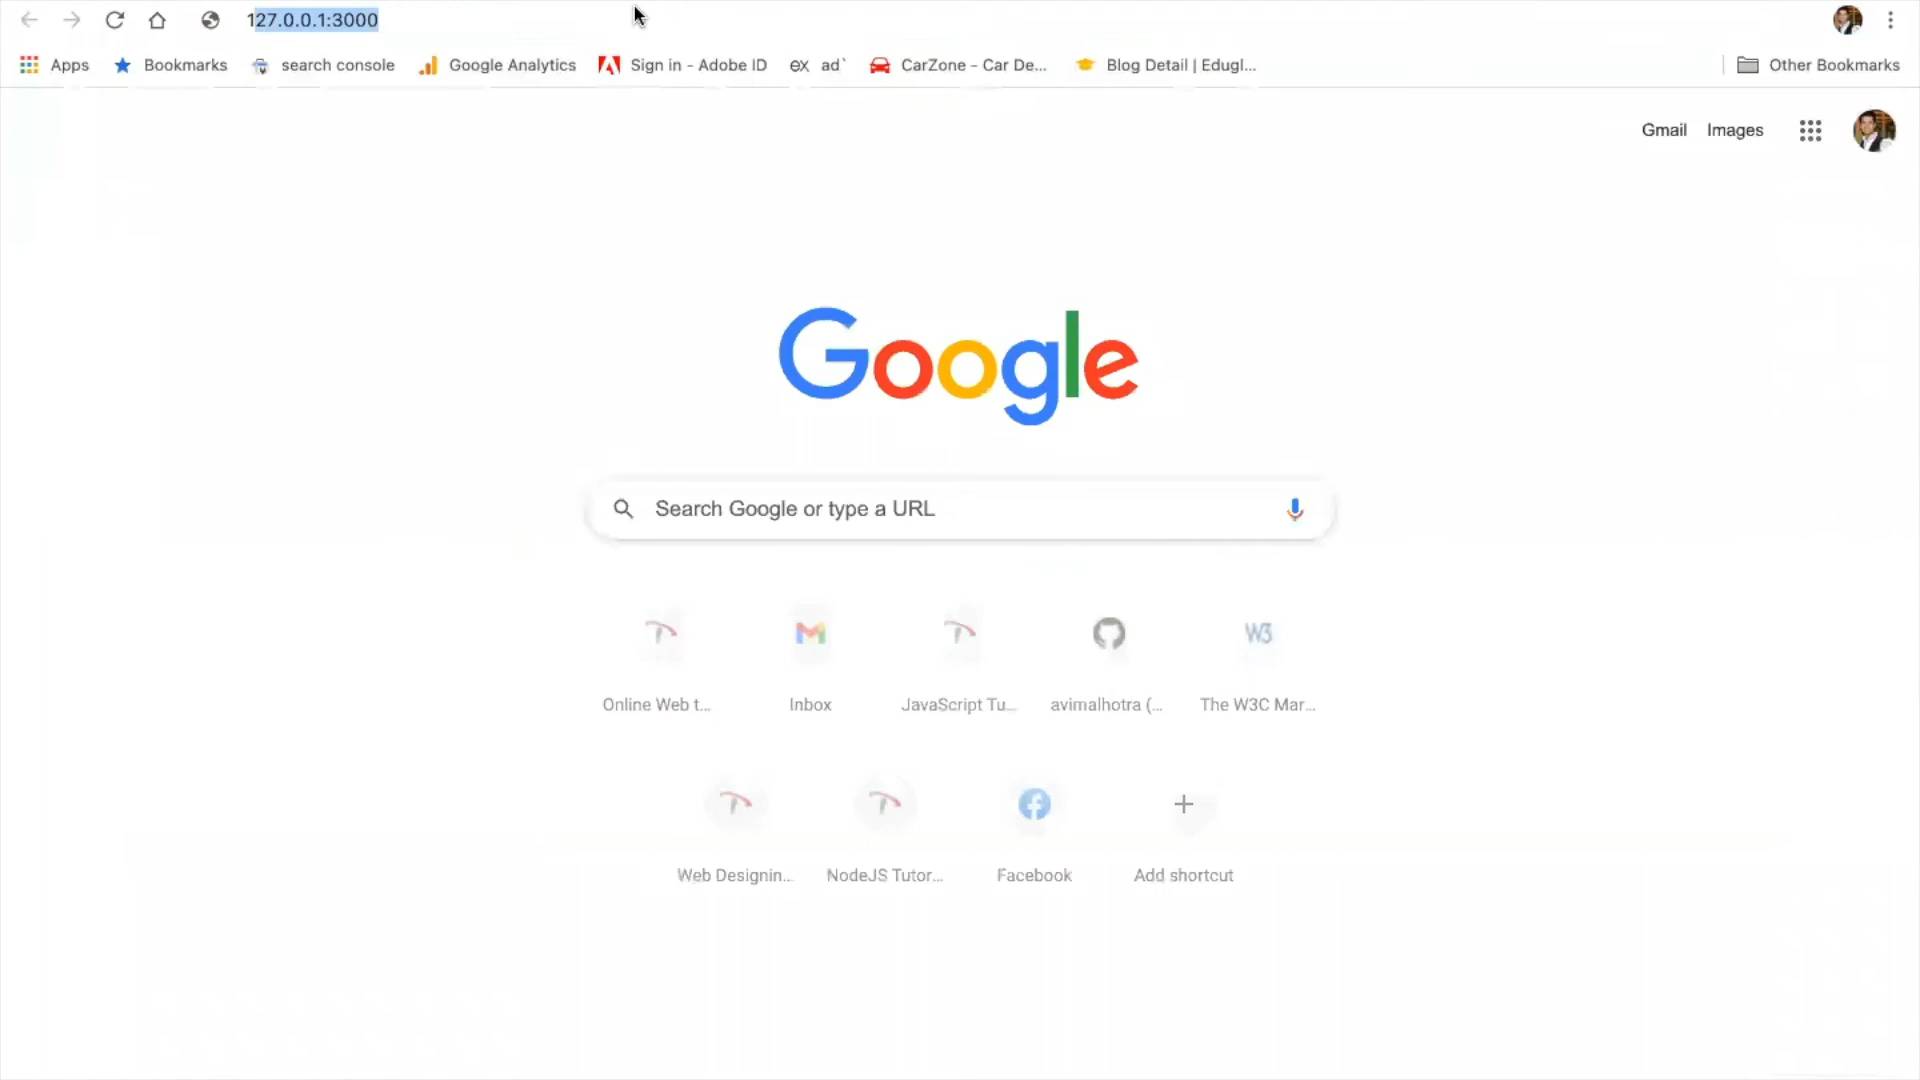 127.0.0.1:3000
Apps Bookmarks search console Google Analytics Sign in - Adobe ID ex ad` CarZone - Car De... Blog Detail | Edugl... Other Bookmarks
Gmail Images
Google
Search Google or type a URL
W3
Online Web t... Inbox JavaScript Tu... avimalhotra (... The W3C Mar...
Web Designin... NodeJS Tutor... Facebook Add shortcut